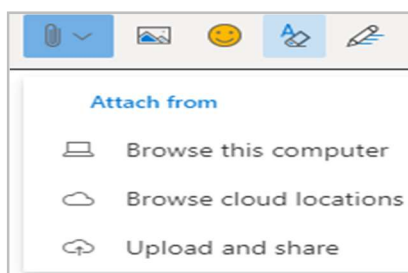 Attach from
Browse this computer
Browse cloud locations
Upload and share